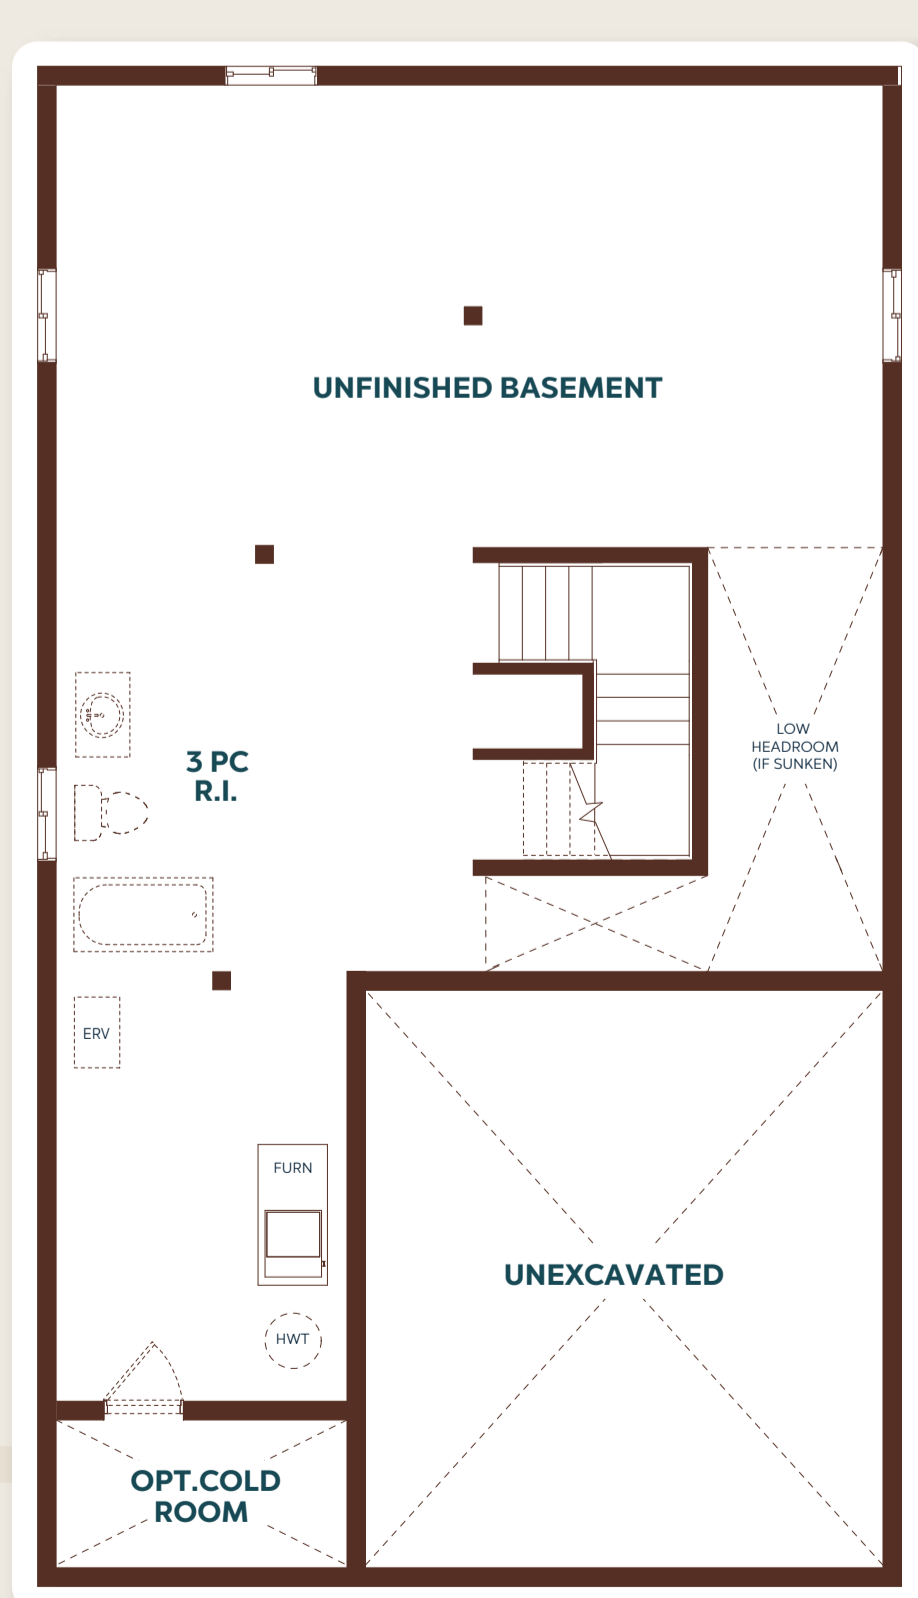 UNFINISHED BASEMENT
LOW
HEADROOM
(IF SUNKEN)
3 PC
R.I.
ERV
FURN
UNEXCAVATED
HWT
OPT.COLD
ROOM